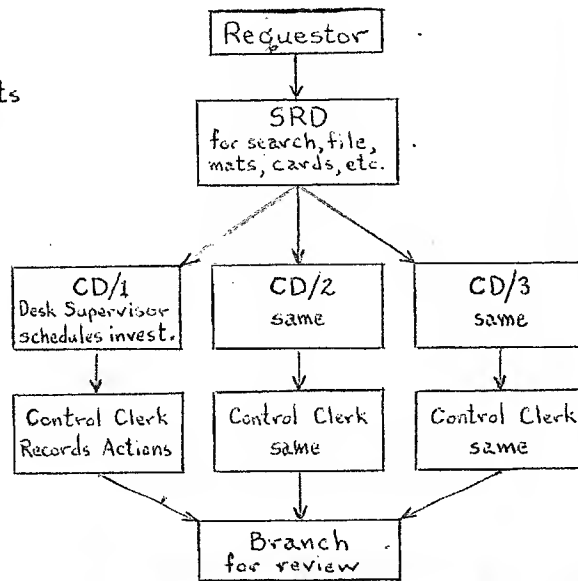 Requestor
ts
SRD
for search, file,
mats, cards, etc.
CD/1
Desk Supervisor
schedules invest.
CD/2
same
CD/3
same
Control Clerk
Records Actions
Control Clerk
same
Control Clerk
same
Branch
for review